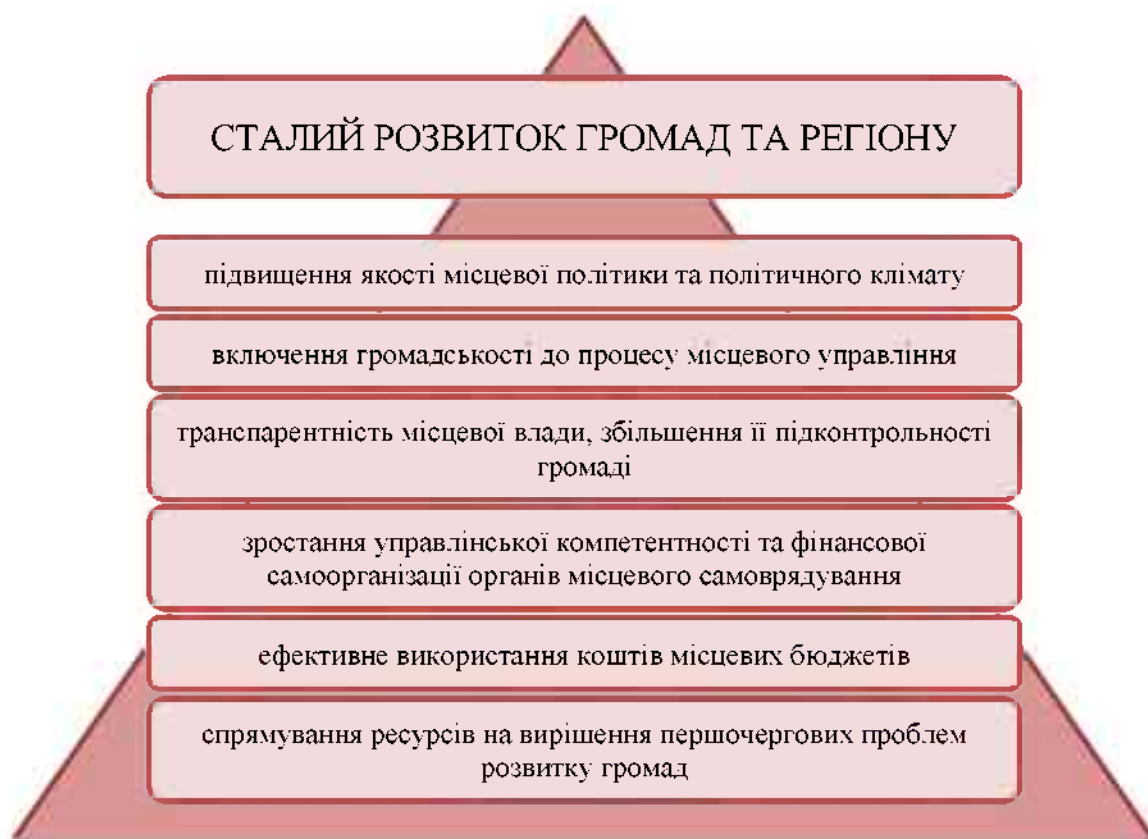 СТАЛИЙ РОЗВИТОК ГРОМАД ТА РЕГІОНУ
підвищення якості місцевої політики та політичного клімату
включення громадськості до процесу місцевого управління
транспарентність місцевої влади, збільшення її підконтрольності
громаді
зростання управлінської компетентності та фінансової
самоорганізації органів місцевого самоврядування
ефективне використання коштів місцевих бюджетів
спрямування ресурсів на вирішення першочергових проблем
розвитку громад